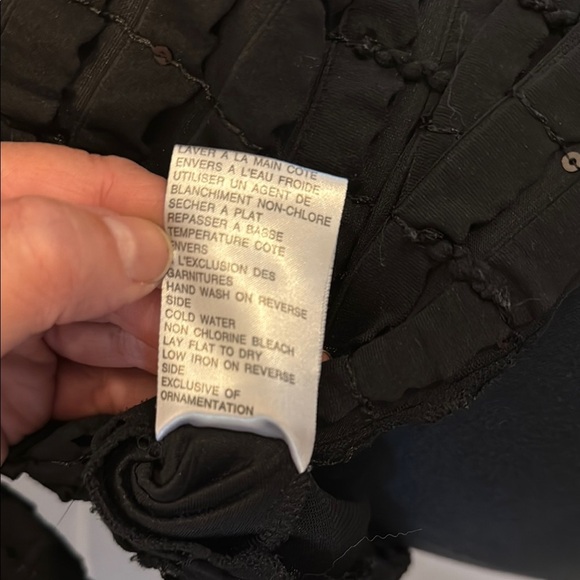 LAVER A LA MAIN COTE
ENVERS A L'EAU FROIDE
UTILISER UN AGENT DE
BLANCHIMENT NON-CHLORE
SECHER A PLAT
REPASSER A BASSE
TEMPERATURE COTE
ENVERS
A L'EXCLUSION DES
GARNITURES
HAND WASH ON REVERSE
SIDE
COLD WATER
NON CHLORINE BLEACH
LAY FLAT TO DRY
LOW IRON ON REVERSE
SIDE
EXCLUSIVE OF
ORNAMENTATION